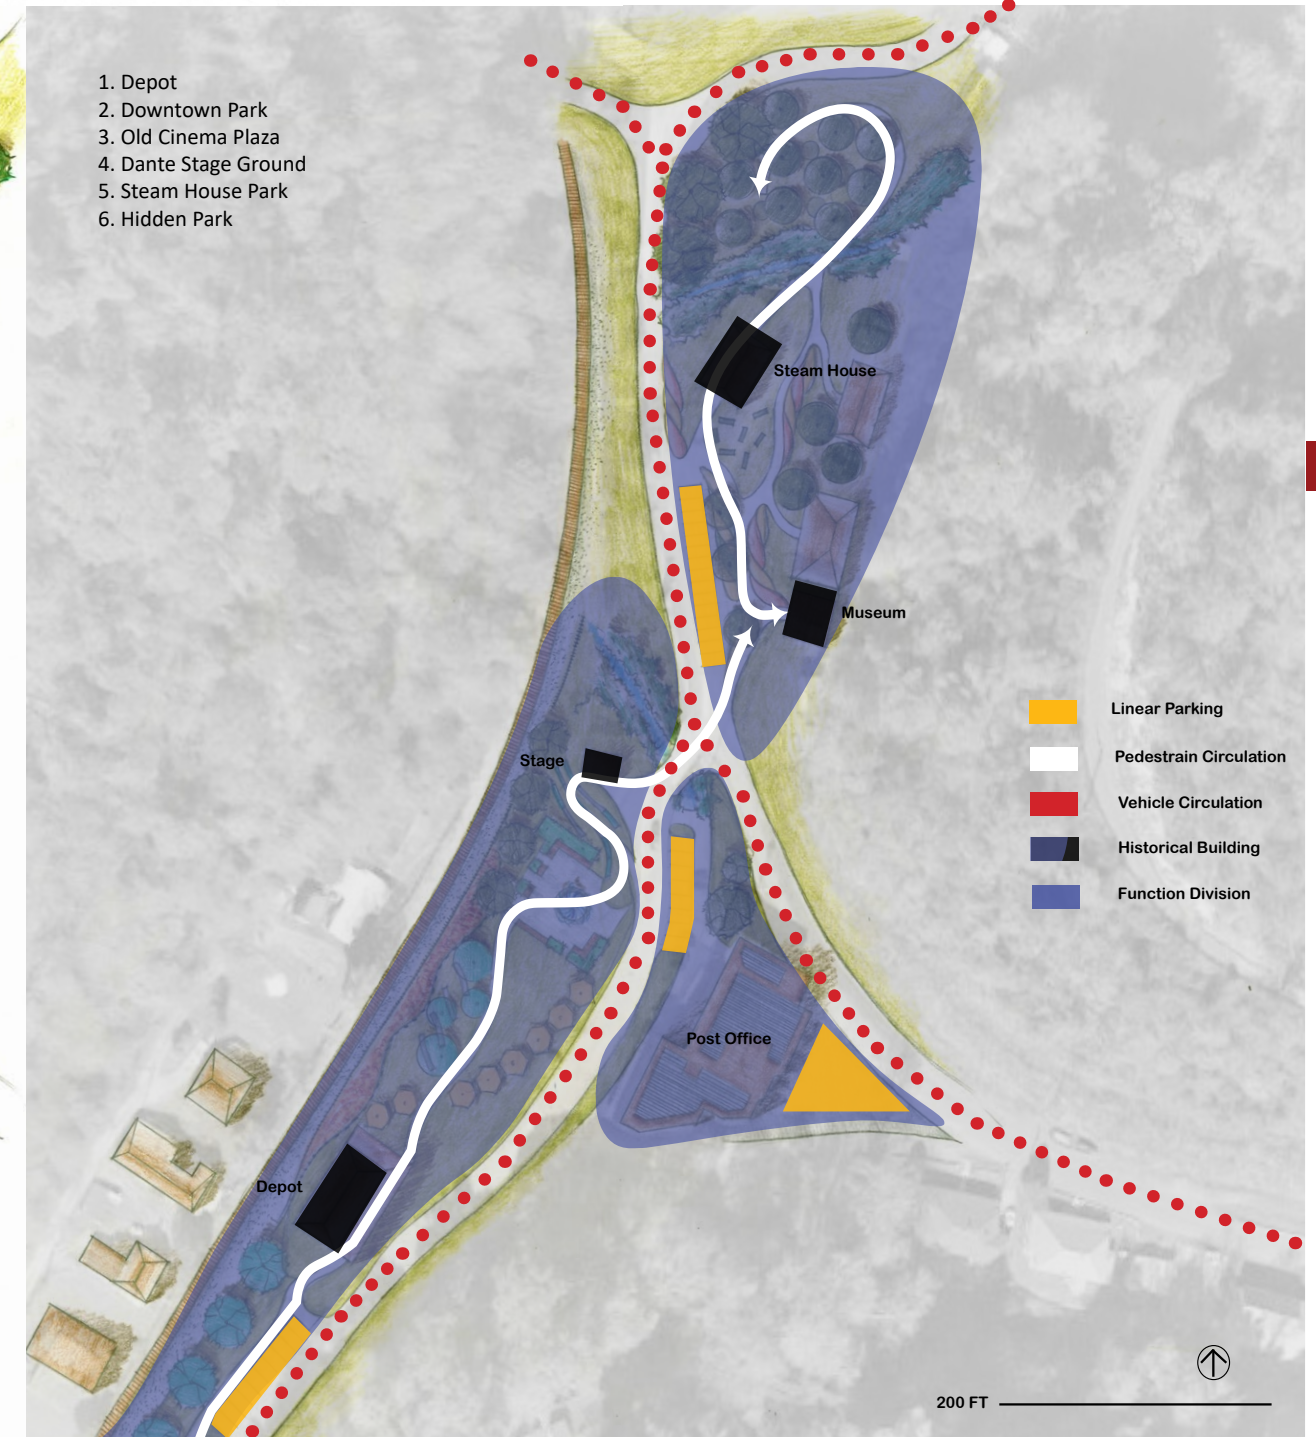 1. Depot
2. Downtown Park
3. Old Cinema Plaza
4. Dante Stage Ground
5. Steam House Park
6. Hidden Park
Steam House
Museum
Linear Parking
Stage
Pedestrain Circulation
Vehicle Circulation
Historical Building
Function Division
Post Office
Depot
200 FT